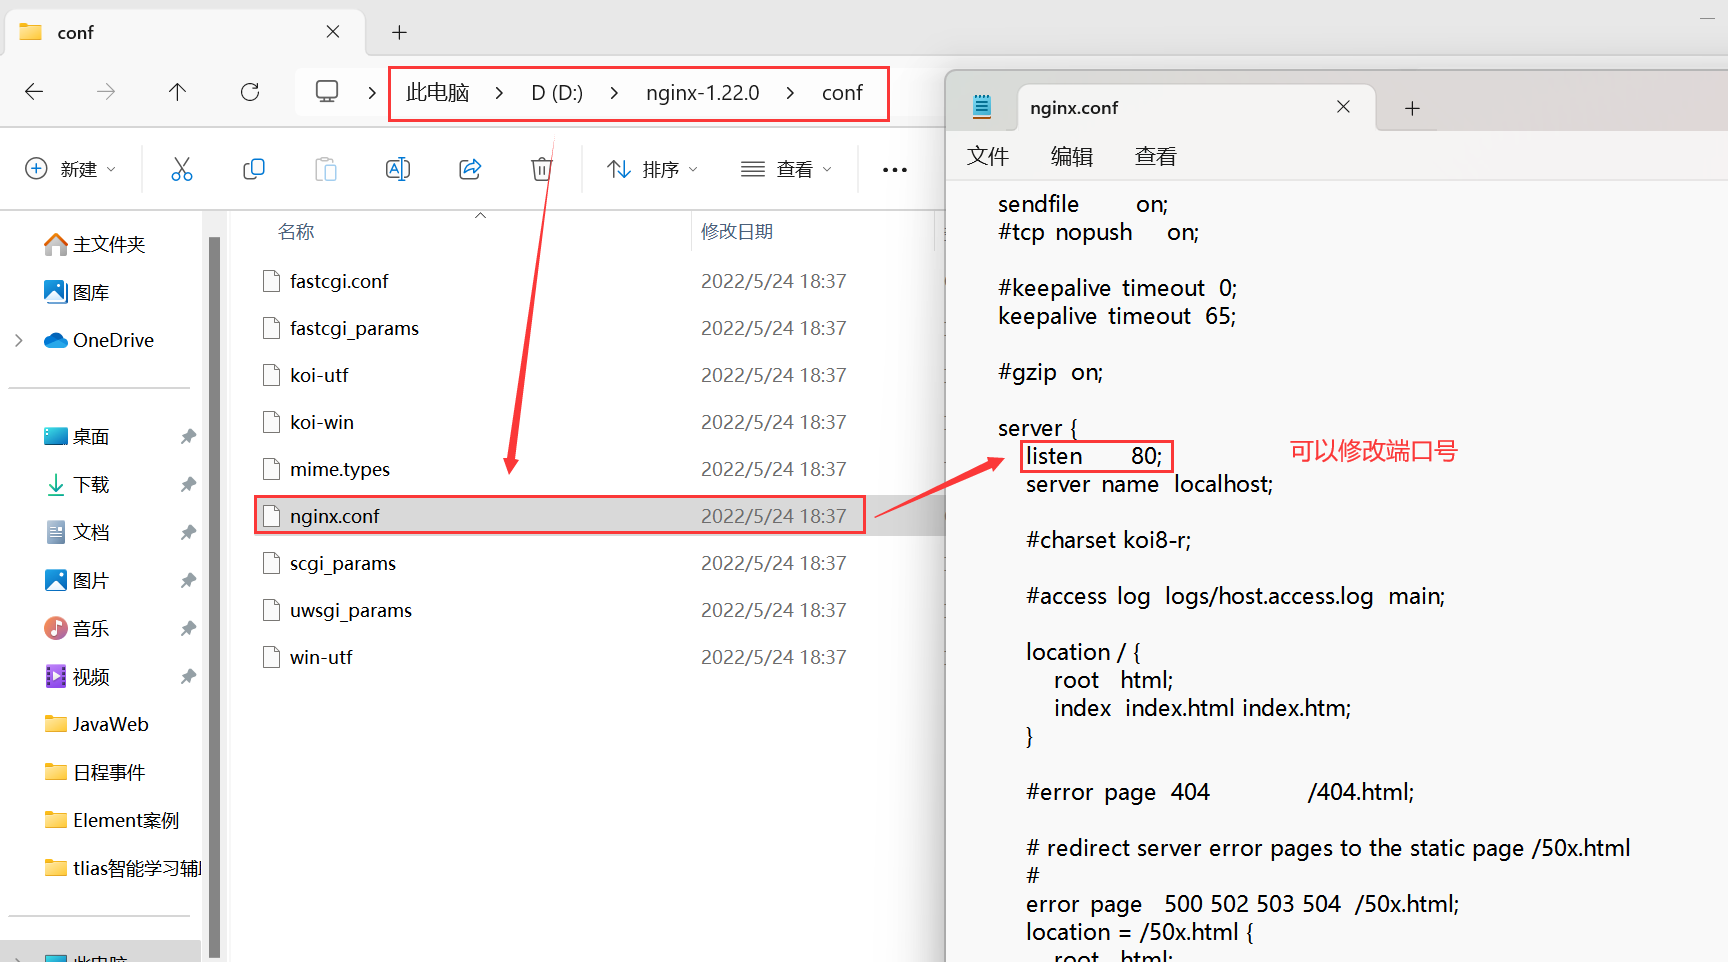 conf
此电脑 > D (D:) > nginx-1.22.0 > conf
新建
排序
查看
主文件夹
图库
OneDrive
桌面
下载
文档
图片
音乐
视频
JavaWeb
日程事件
Element案例
tlias智能学习辅
此电脑
名称 修改日期
fastcgi.conf 2022/5/24 18:37
fastcgi_params 2022/5/24 18:37
koi-utf 2022/5/24 18:37
koi-win 2022/5/24 18:37
mime.types 2022/5/24 18:37
nginx.conf 2022/5/24 18:37
scgi_params 2022/5/24 18:37
uwsgi_params 2022/5/24 18:37
win-utf 2022/5/24 18:37
nginx.conf
文件 编辑 查看
sendfile on;
#tcp nopush on;
#keepalive timeout 0;
keepalive timeout 65;
#gzip on;
server {
listen 80;
可以修改端口号
server name localhost;
#charset koi8-r;
#access log logs/host.access.log main;
location / {
root html;
index index.html index.htm;
}
#error page 404 /404.html;
# redirect server error pages to the static page /50x.html
#
error page 500 502 503 504 /50x.html;
location = /50x.html {
root html;